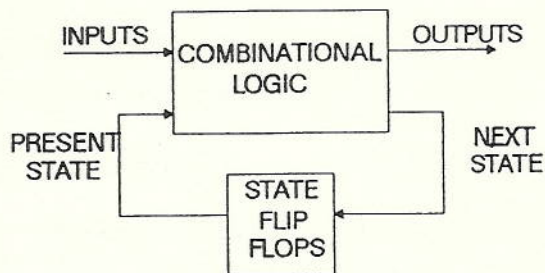 INPUTS
OUTPUTS
COMBINATIONAL
LOGIC
PRESENT
STATE
NEXT
STATE
STATE
FLIP
FLOPS